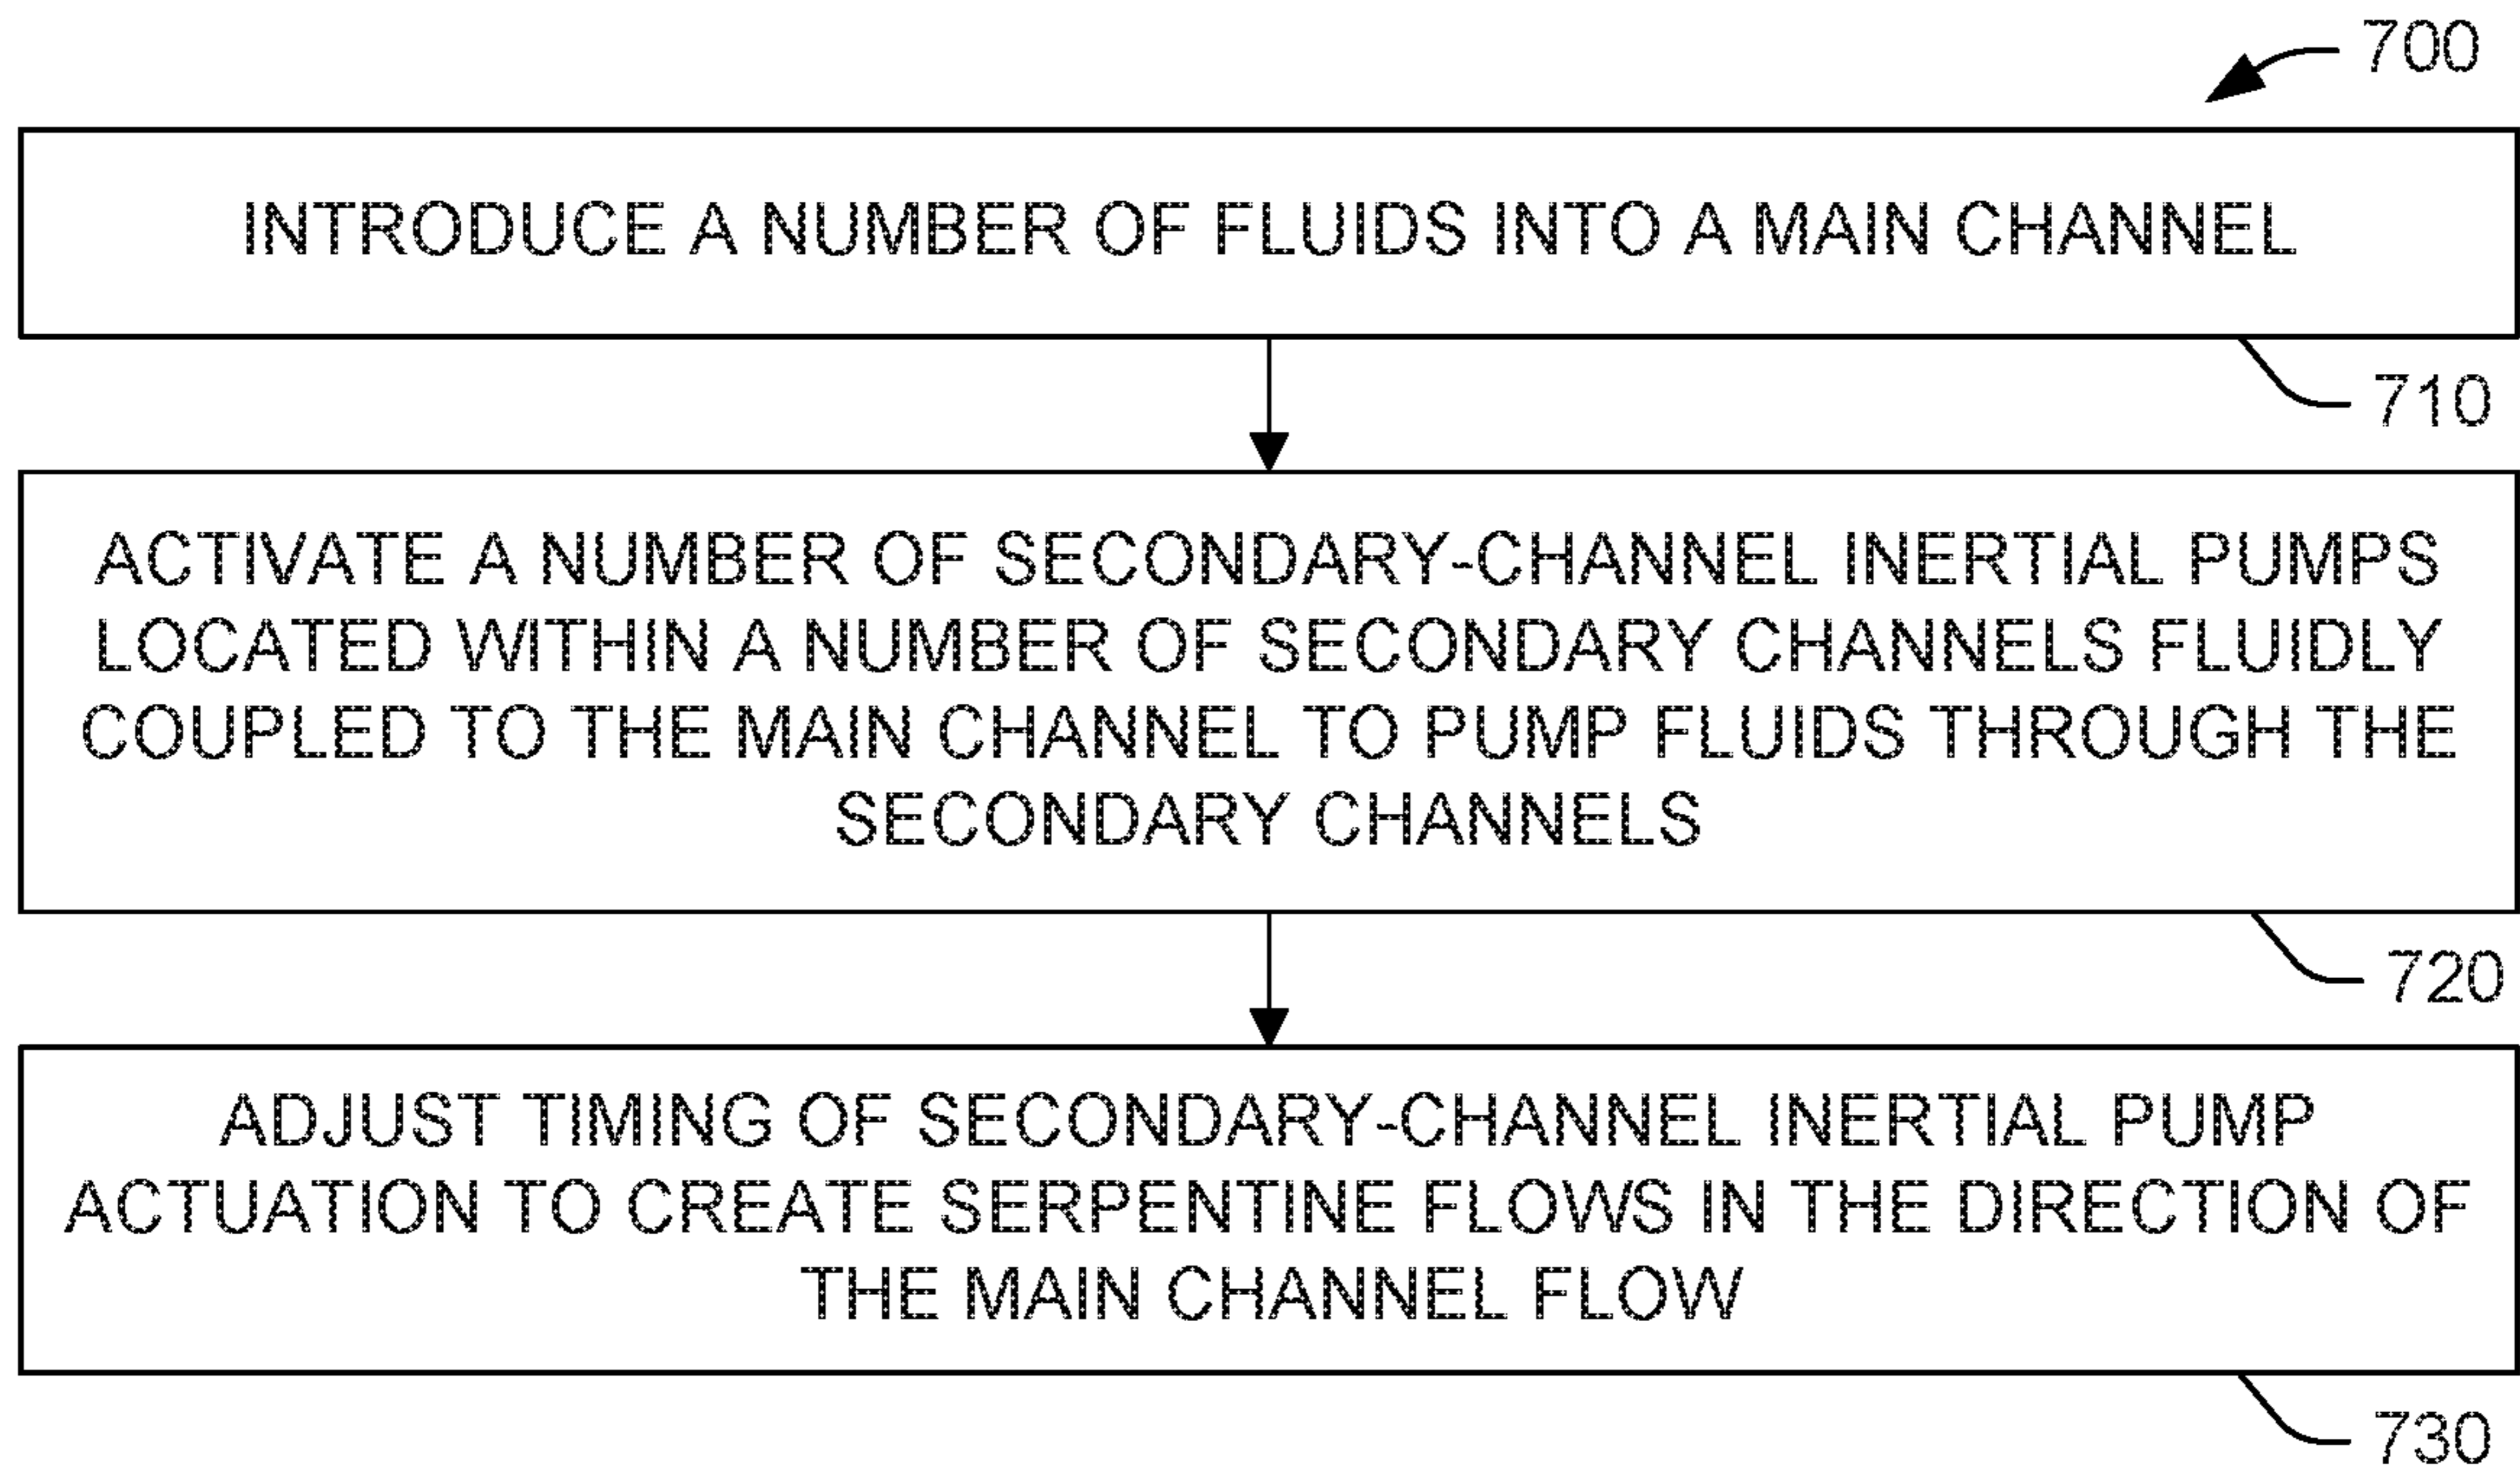 700
INTRODUCE A NUMBER OF FLUIDS INTO A MAIN CHANNEL
710
ACTIVATE A NUMBER OF SECONDARY-CHANNEL INERTIAL PUMPS
LOCATED WITHIN A NUMBER OF SECONDARY CHANNELS FLUIDLY
COUPLED TO THE MAIN CHANNEL TO PUMP FLUIDS THROUGH THE
SECONDARY CHANNELS
720
ADJUST TIMING OF SECONDARY-CHANNEL INERTIAL PUMP
ACTUATION TO CREATE SERPENTINE FLOWS IN THE DIRECTION OF
THE MAIN CHANNEL FLOW
730